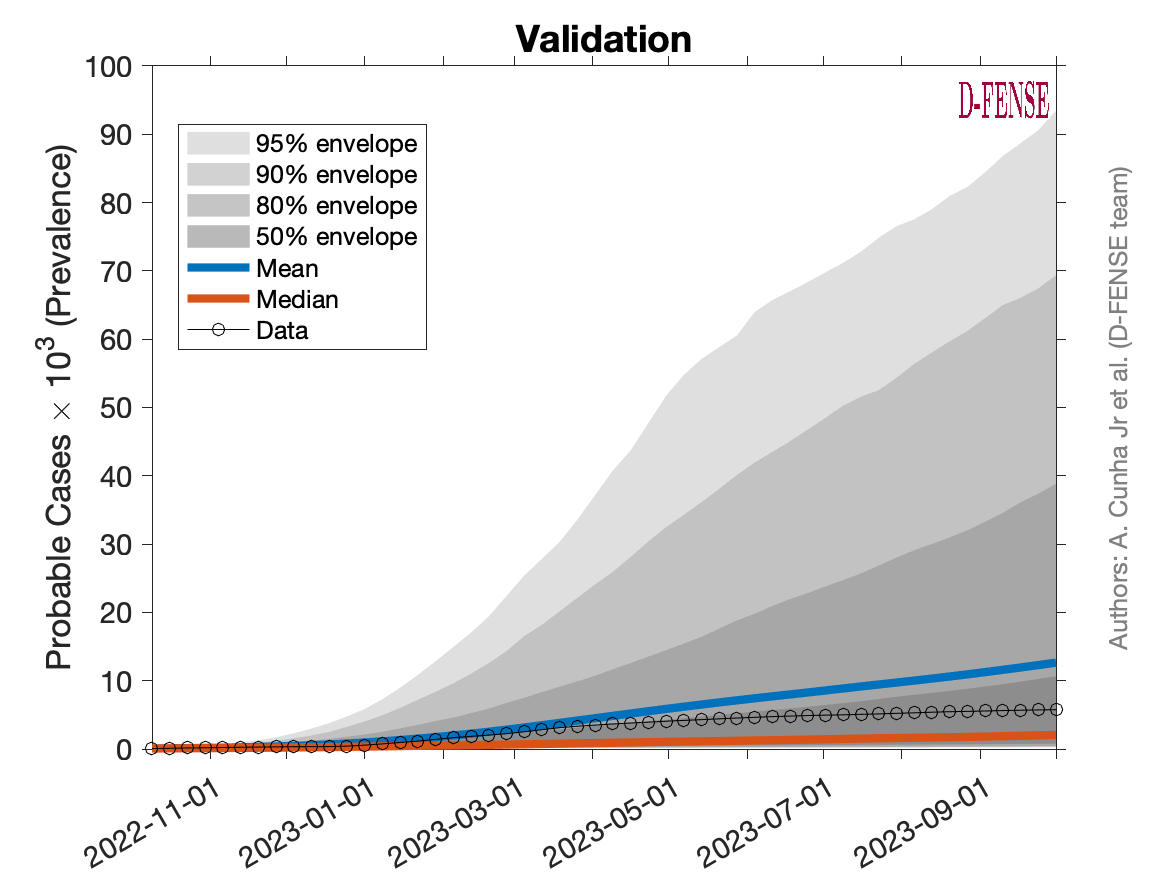 Validation
100
90
80
70
60
50
40
30
20
10
0
Probable Cases × 10³ (Prevalence)
95% envelope
90% envelope
80% envelope
50% envelope
Mean
Median
Data
D-FENSE
2022-11-01
2023-01-01
2023-03-01
2023-05-01
2023-07-01
2023-09-01
Authors: A. Cunha Jr et al. (D-FENSE team)